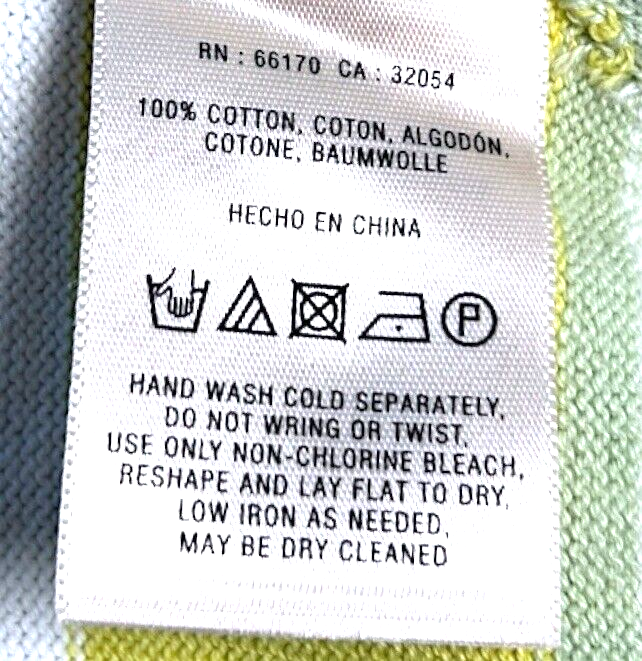 RN : 66170 CA : 32054
100% COTTON, COTON, ALGODÓN,
COTONE, BAUMWOLLE
HECHO EN CHINA
P
HAND WASH COLD SEPARATELY,
DO NOT WRING OR TWIST,
USE ONLY NON-CHLORINE BLEACH,
RESHAPE AND LAY FLAT TO DRY,
LOW IRON AS NEEDED,
MAY BE DRY CLEANED